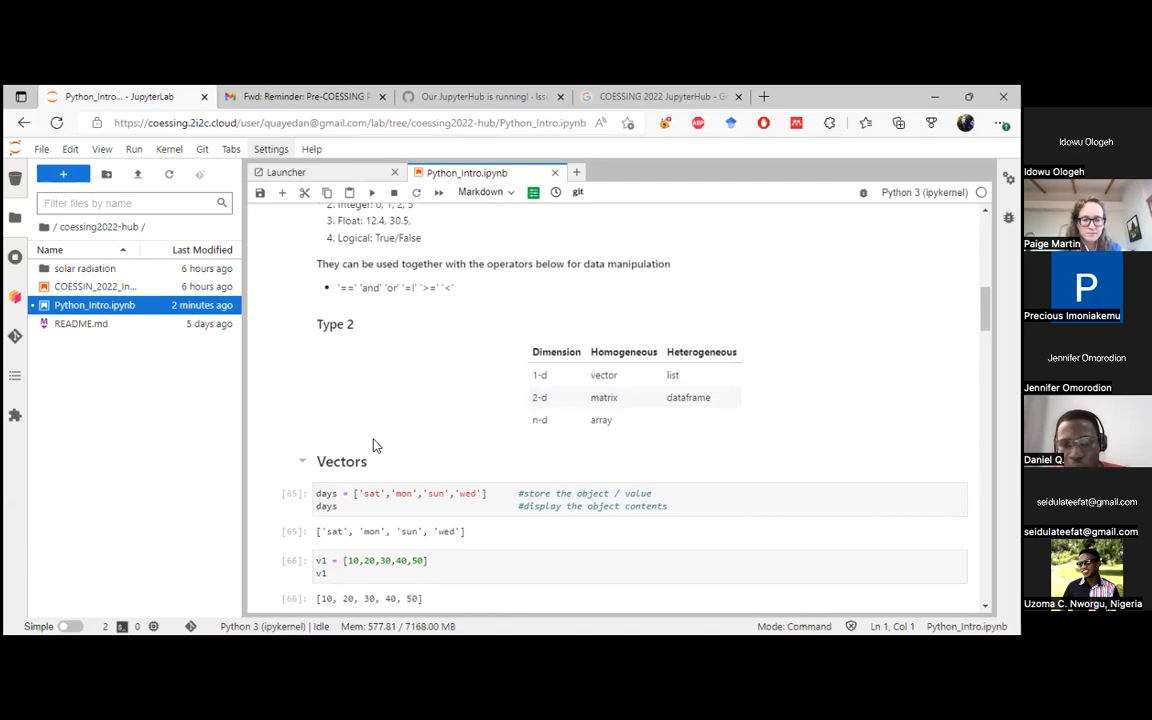 Python_Intro... - JupyterLab
Fwd: Reminder: Pre-COESSING
Our JupyterHub is running! - Iss
COESSING 2022 JupyterHub - G
https://coessing.2i2c.cloud/user/quayedan@gmail.com/lab/tree/coessing2022-hub/Python_Intro.ipynb
File Edit View Run Kernel Git Tabs Settings Help
Launcher
Python_Intro.ipynb
Markdown
git
Python 3 (ipykernel)
Filter files by name
/ coessing2022-hub /
Name Last Modified
solar radiation 6 hours ago
COESSIN_2022_In... 6 hours ago
Python_Intro.ipynb 2 minutes ago
README.md 5 days ago
2. Integer: 0, 1, 2, 3
3. Float: 12.4, 30.5,
4. Logical: True/False
They can be used together with the operators below for data manipulation
'==' 'and' 'or' '=!' '>=' '<'
Type 2
Dimension Homogeneous Heterogeneous
1-d vector list
2-d matrix dataframe
n-d array
Vectors
[65]: days = ['sat','mon','sun','wed'] #store the object / value
days #display the object contents
[65]: ['sat', 'mon', 'sun', 'wed']
[66]: v1 = [10,20,30,40,50]
v1
[66]: [10, 20, 30, 40, 50]
Simple 2 0 Python 3 (ipykernel) | Idle Mem: 577.81 / 7168.00 MB Mode: Command Ln 1, Col 1 Python_Intro.ipynb
Idowu Ologeh
Idowu Ologeh
Paige Martin
P
Precious Imoniakemu
Jennifer Omorodion
Jennifer Omorodion
Daniel Q.
seidulateefat@gmail.com
seidulateefat@gmail.com
Uzoma C. Nworgu, Nigeria